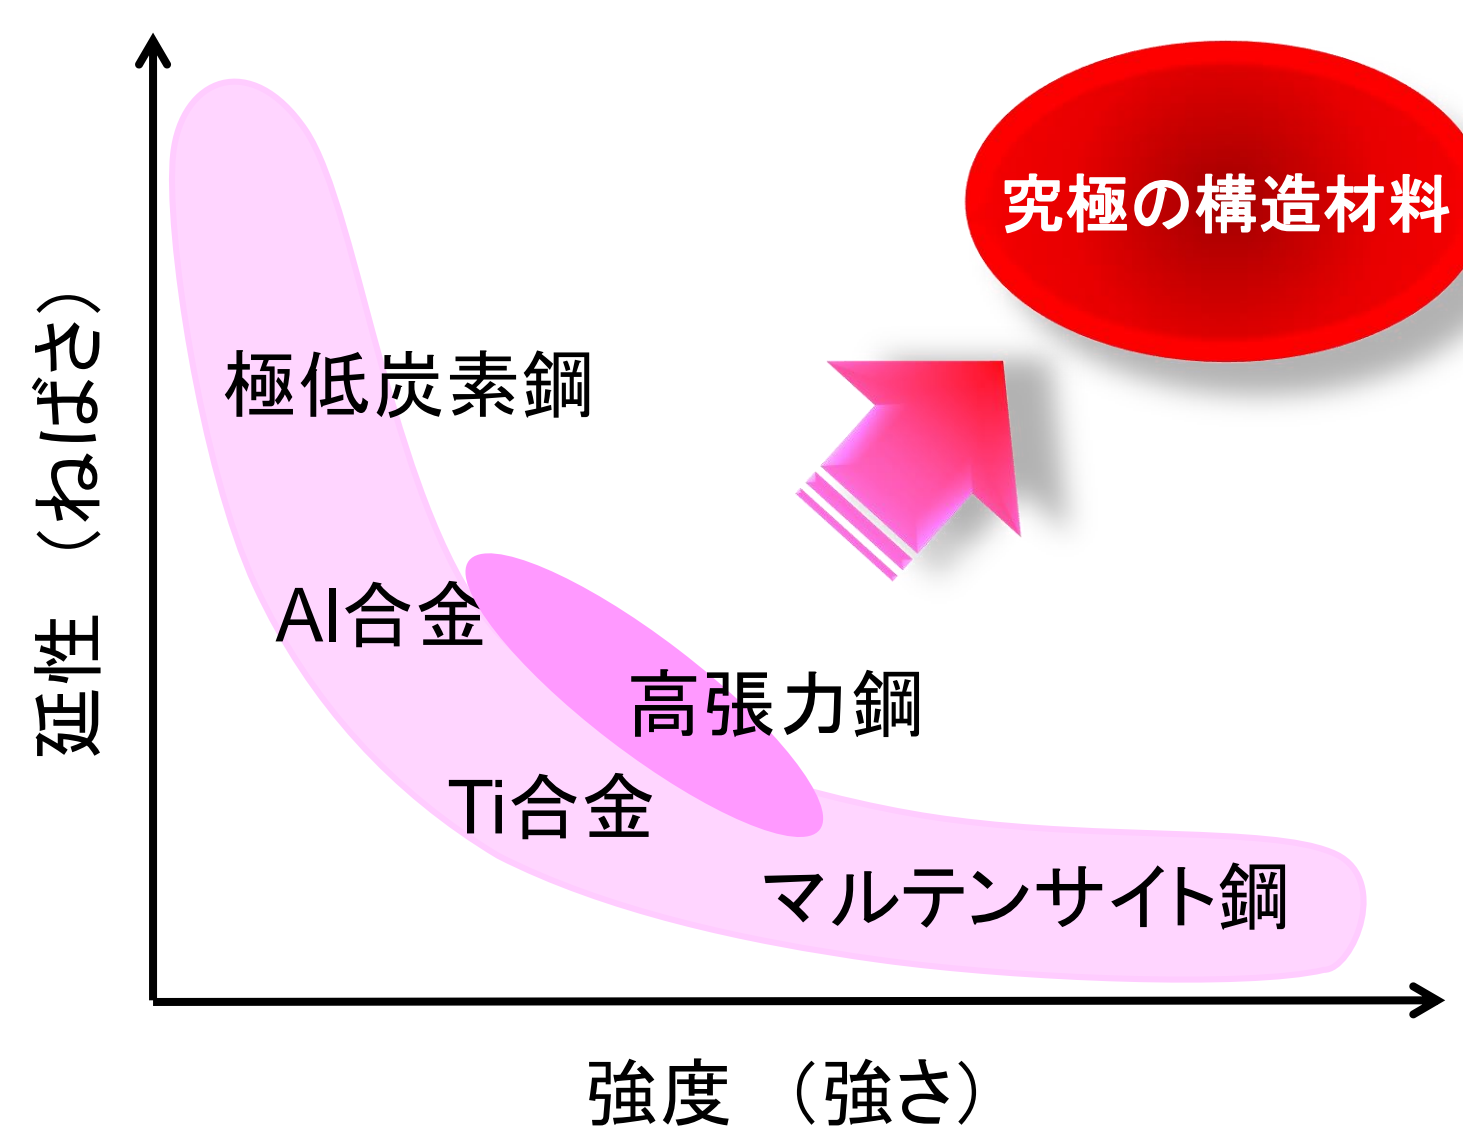 究極の構造材料
極低炭素鋼
Al合金
高張力鋼
Ti合金
マルテンサイト鋼
延性 （ねばさ）
強度 （強さ）